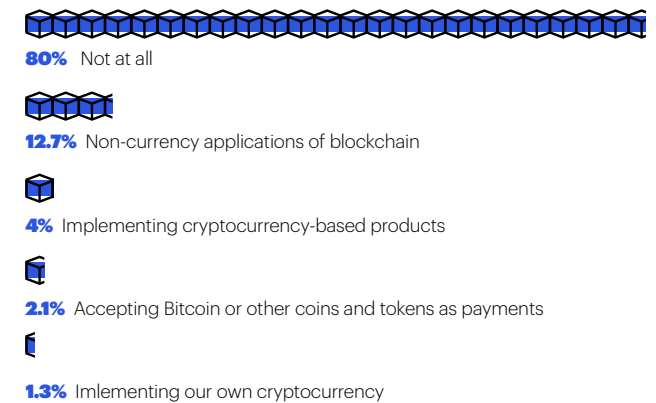 80% Not at all
12.7% Non-currency applications of blockchain
4% Implementing cryptocurrency-based products
2.1% Accepting Bitcoin or other coins and tokens as payments
1.3% Imlementing our own cryptocurrency